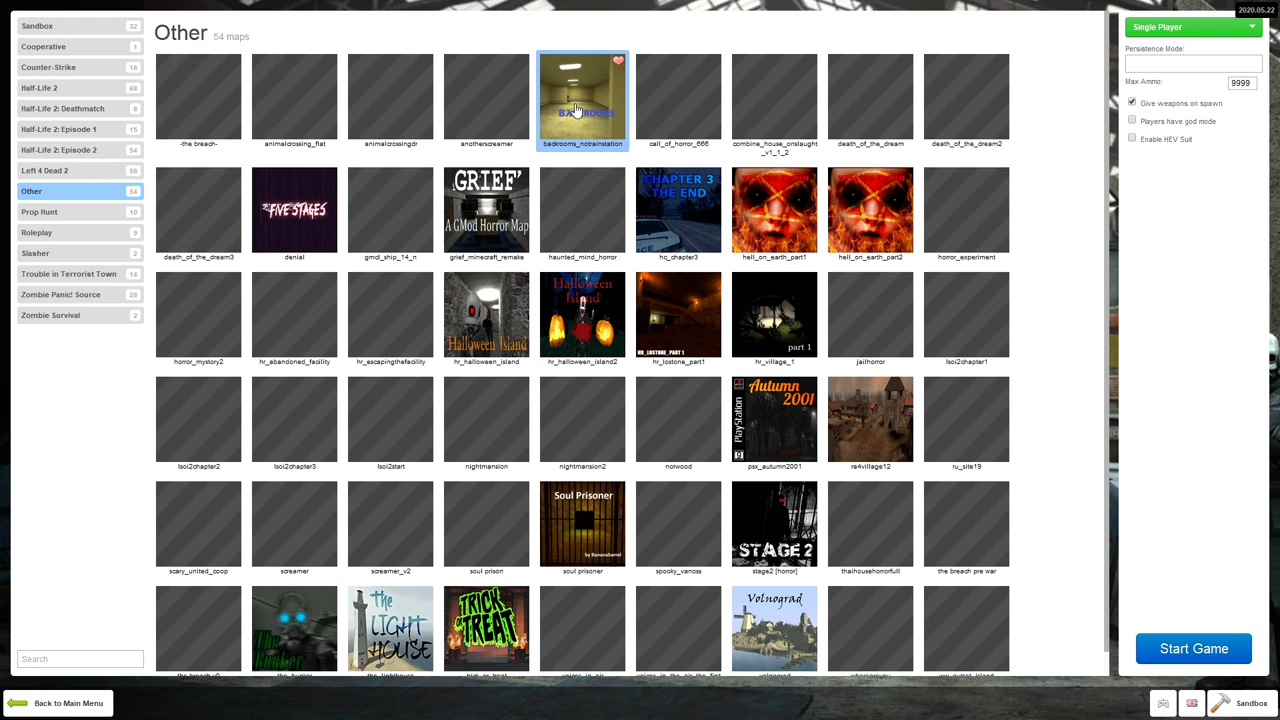 2020.05.22
Sandbox 32
Cooperative 1
Counter-Strike 18
Half-Life 2 68
Half-Life 2: Deathmatch 8
Half-Life 2: Episode 1 15
Half-Life 2: Episode 2 54
Left 4 Dead 2 58
Other 54
Prop Hunt 10
Roleplay 9
Slasher 2
Trouble in Terrorist Town 14
Zombie Panic! Source 28
Zombie Survival 2
Search
Other 54 maps
-the breach-
animalcrossing_flat
animalcrossingdr
anotherscreamer
backrooms_notrainstation
call_of_horror_666
combine_house_onslaught
_v1_1_2
death_of_the_dream
death_of_the_dream2
FIVE STAGES
GRIEF'
A GMod Horror Map
CHAPTER 3
THE END
death_of_the_dream3
denial
gmcl_ship_14_n
grief_minecraft_remake
haunted_mind_horror
hc_chapter3
hell_on_earth_part1
hell_on_earth_part2
horror_experiment
Halloween Island
Halloween
Island
HR_LOSTONE_PART 1
part 1
horror_mystory2
hr_abandoned_facility
hr_escapingthefacility
hr_halloween_island
hr_halloween_island2
hr_lostone_part1
hr_village_1
jailhorror
lsoi2chapter1
PlayStation
Autumn
2001
lsoi2chapter2
lsoi2chapter3
lsoi2start
nightmansion
nightmansion2
norwood
psx_autumn2001
re4village12
ru_site19
Soul Prisoner
by Bananabarrel
STAGE 2
scary_united_coop
screamer
screamer_v2
soul prison
soul prisoner
spooky_vanoss
stage2 [horror]
thaihousehorrorfull
the breach pre war
The
Bunker
the
LIGHT
HOUSE
TRICK
OR
TREAT
Volnograd
Single Player
Persistence Mode:
Max Ammo: 9999
Give weapons on spawn
Players have god mode
Enable HEV Suit
Start Game
Back to Main Menu
Sandbox